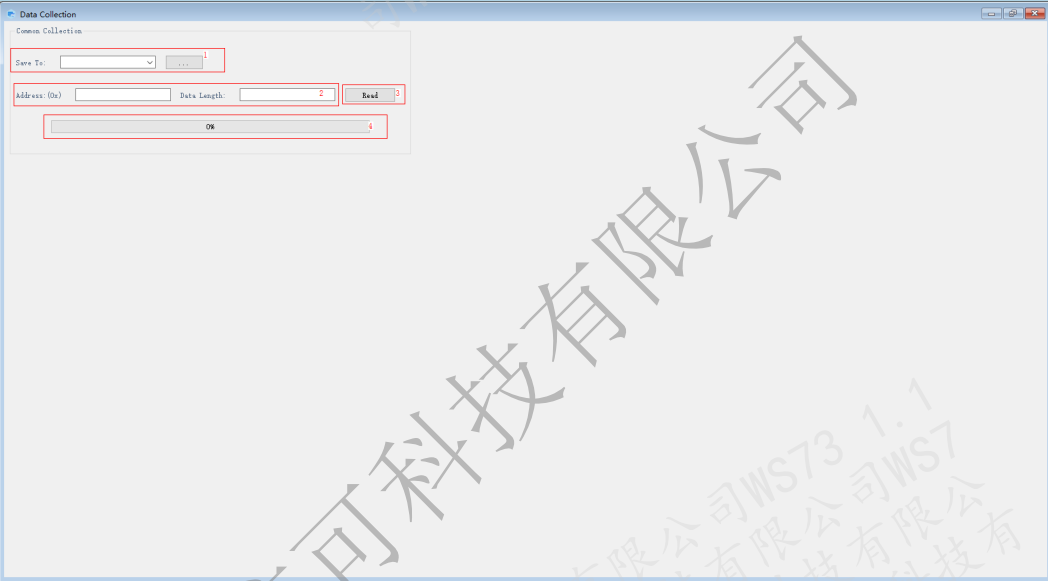 Data Collection
Common Collection
Save To: ... 1
Address:(0x) Data Length: 2 Read 3
0% 4
可科技有限公司
限公司WS73 1.1
技有限公司WS7
科技有限公
技有